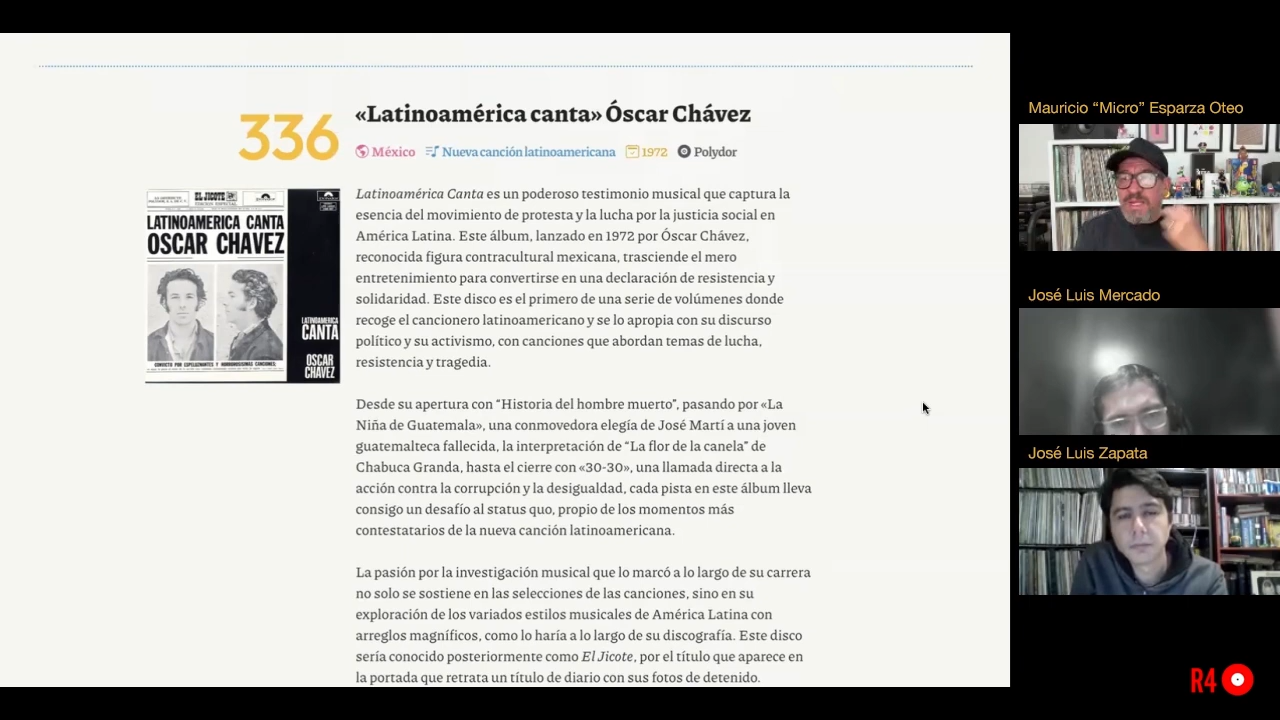 336
«Latinoamérica canta» Óscar Chávez
México Nueva canción latinoamericana 1972 Polydor
EL JICOTE
LATINOAMERICA CANTA
OSCAR CHAVEZ
LATINOAMERICA
CANTA
OSCAR
CHAVEZ
Latinoamérica Canta es un poderoso testimonio musical que captura la
esencia del movimiento de protesta y la lucha por la justicia social en
América Latina. Este álbum, lanzado en 1972 por Óscar Chávez,
reconocida figura contracultural mexicana, trasciende el mero
entretenimiento para convertirse en una declaración de resistencia y
solidaridad. Este disco es el primero de una serie de volúmenes donde
recoge el cancionero latinoamericano y se lo apropia con su discurso
político y su activismo, con canciones que abordan temas de lucha,
resistencia y tragedia.
Desde su apertura con “Historia del hombre muerto”, pasando por «La
Niña de Guatemala», una conmovedora elegía de José Martí a una joven
guatemalteca fallecida, la interpretación de “La flor de la canela” de
Chabuca Granda, hasta el cierre con «30-30», una llamada directa a la
acción contra la corrupción y la desigualdad, cada pista en este álbum lleva
consigo un desafío al status quo, propio de los momentos más
contestatarios de la nueva canción latinoamericana.
La pasión por la investigación musical que lo marcó a lo largo de su carrera
no solo se sostiene en las selecciones de las canciones, sino en su
exploración de los variados estilos musicales de América Latina con
arreglos magníficos, como lo haría a lo largo de su discografía. Este disco
sería conocido posteriormente como El Jicote, por el título que aparece en
la portada que retrata un título de diario con sus fotos de detenido.
Mauricio “Micro” Esparza Oteo
José Luis Mercado
José Luis Zapata
R4